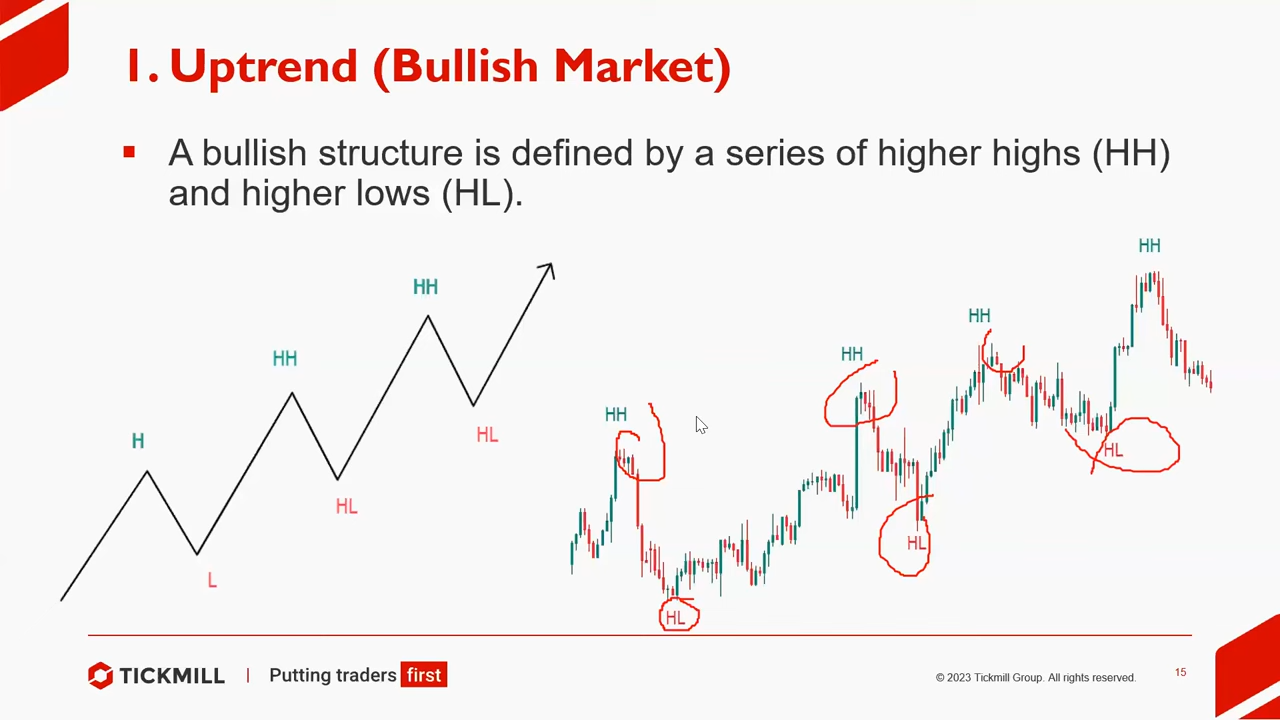 1. Uptrend (Bullish Market)
▪ A bullish structure is defined by a series of higher highs (HH)
and higher lows (HL).
H
L
HH
HL
HH
HL
HH
HL
HH
HL
HH
HL
HH
TICKMILL | Putting traders first
© 2023 Tickmill Group. All rights reserved.
15